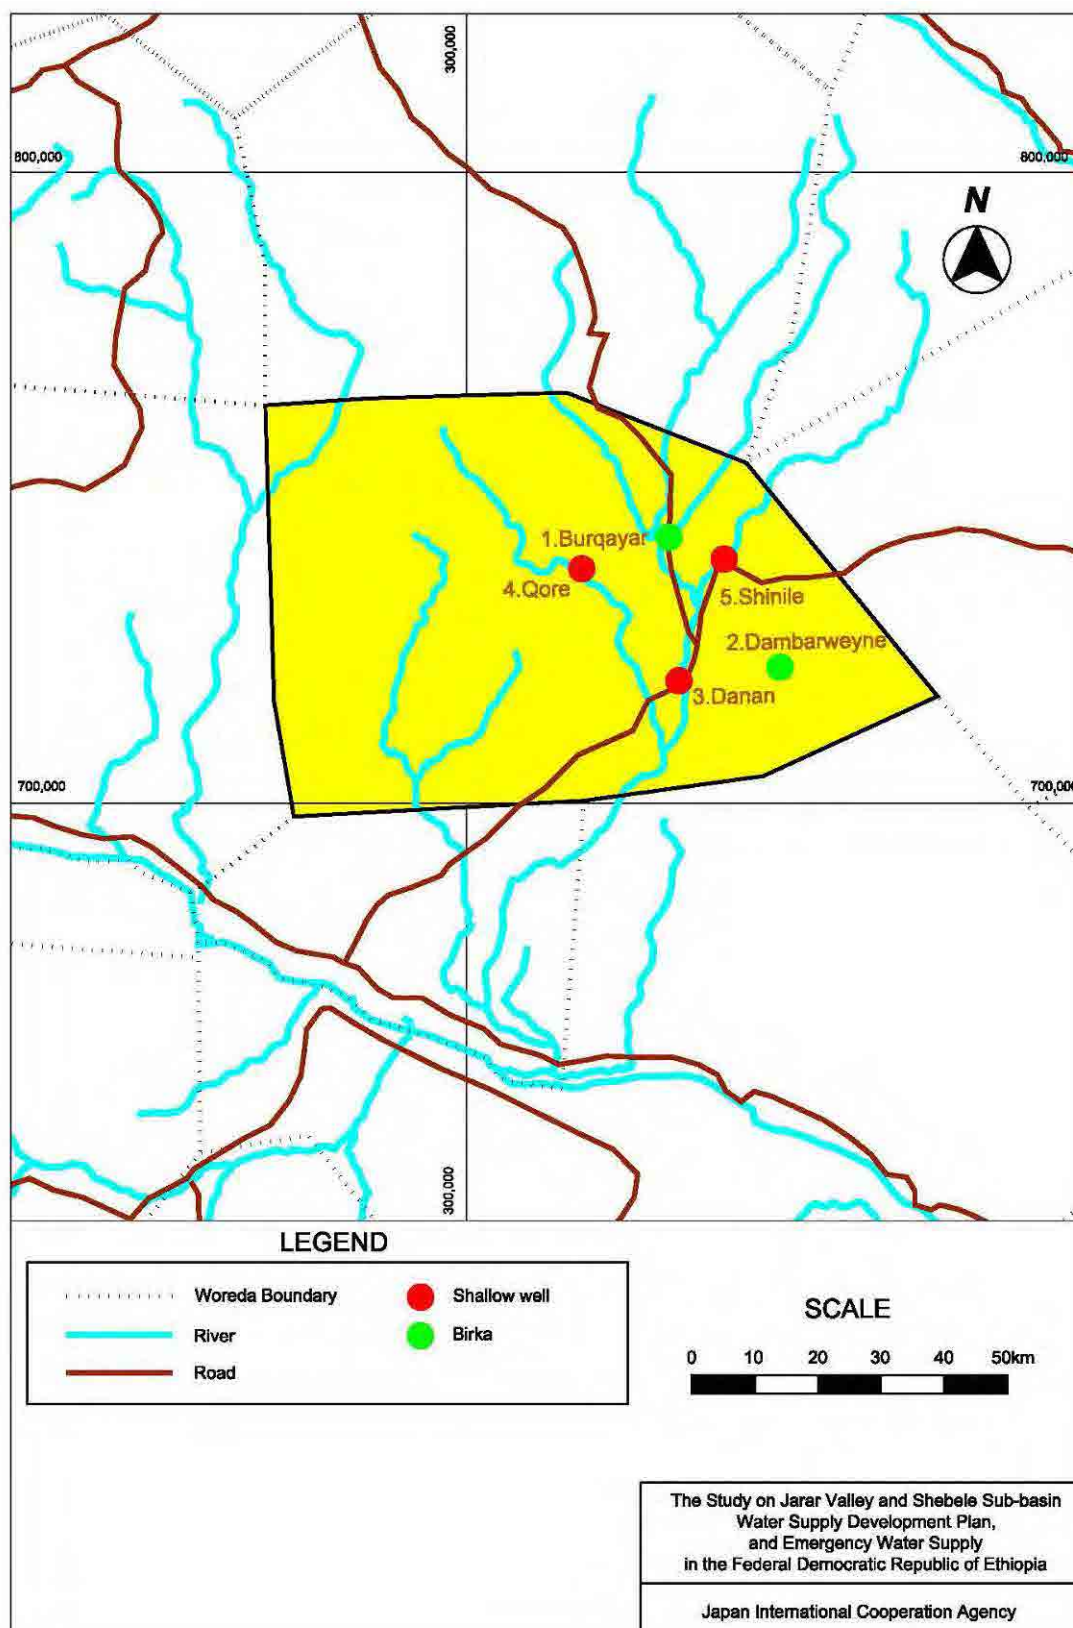 300,000
800,000
800,000
N
1.Burqayar
4.Qore
5.Shinile
2.Dambarweyne
3.Danan
700,000
700,000
300,000
LEGEND
Woreda Boundary
Shallow well
River
Birka
Road
SCALE
0 10 20 30 40 50km
The Study on Jarar Valley and Shebele Sub-basin
Water Supply Development Plan,
and Emergency Water Supply
in the Federal Democratic Republic of Ethiopia
Japan International Cooperation Agency